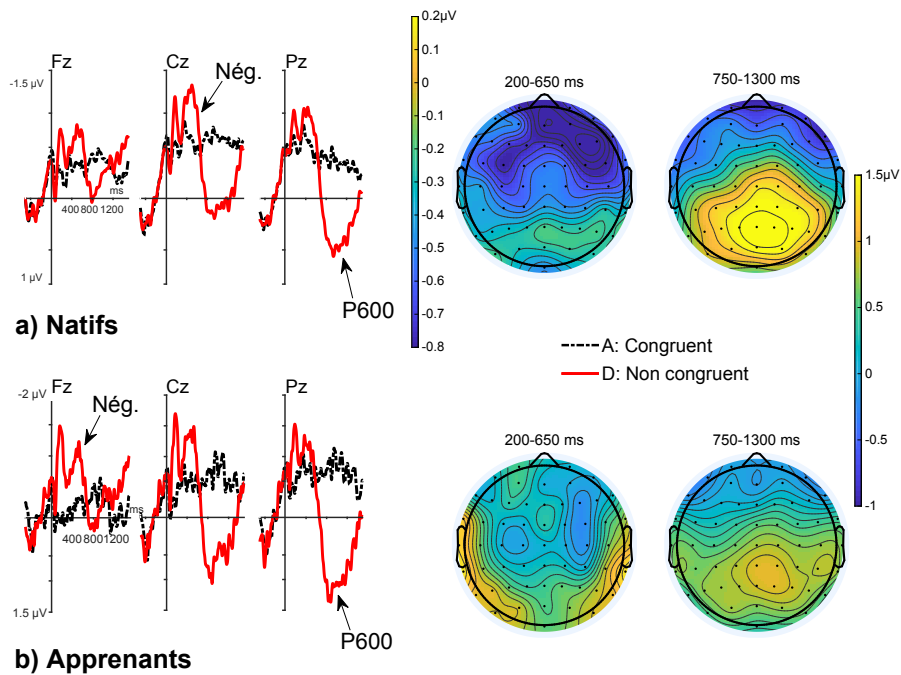 Fz
Cz
Pz
Nég.
-1.5 µV
ms
400 800 1200
1 µV
P600
a) Natifs
0.2µV
0.1
0
-0.1
-0.2
-0.3
-0.4
-0.5
-0.6
-0.7
-0.8
200-650 ms
750-1300 ms
1.5µV
1
0.5
0
-0.5
-1
A: Congruent
D: Non congruent
Fz
Cz
Pz
-2 µV
Nég.
ms
400 800 1200
1.5 µV
P600
b) Apprenants
200-650 ms
750-1300 ms